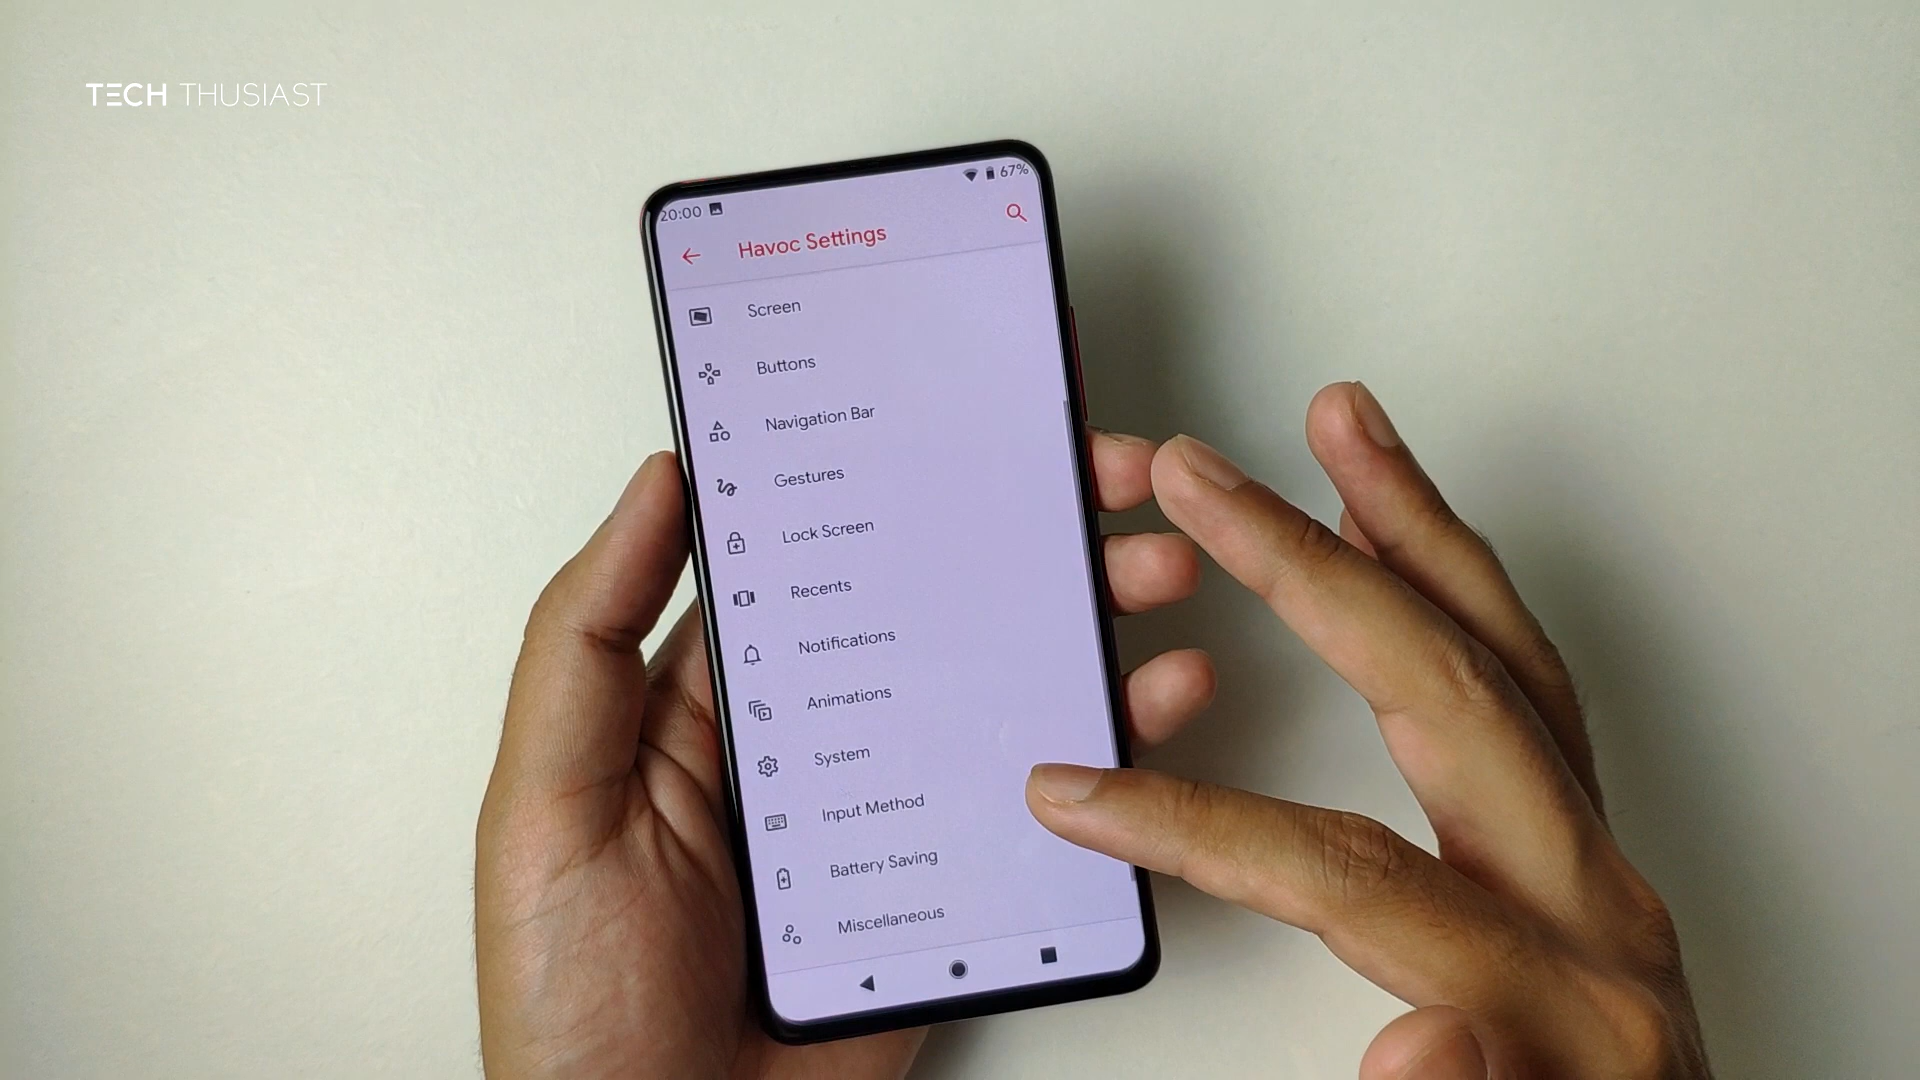 TECH THUSIAST
20:00
67%
Havoc Settings
Screen
Buttons
Navigation Bar
Gestures
Lock Screen
Recents
Notifications
Animations
System
Input Method
Battery Saving
Miscellaneous